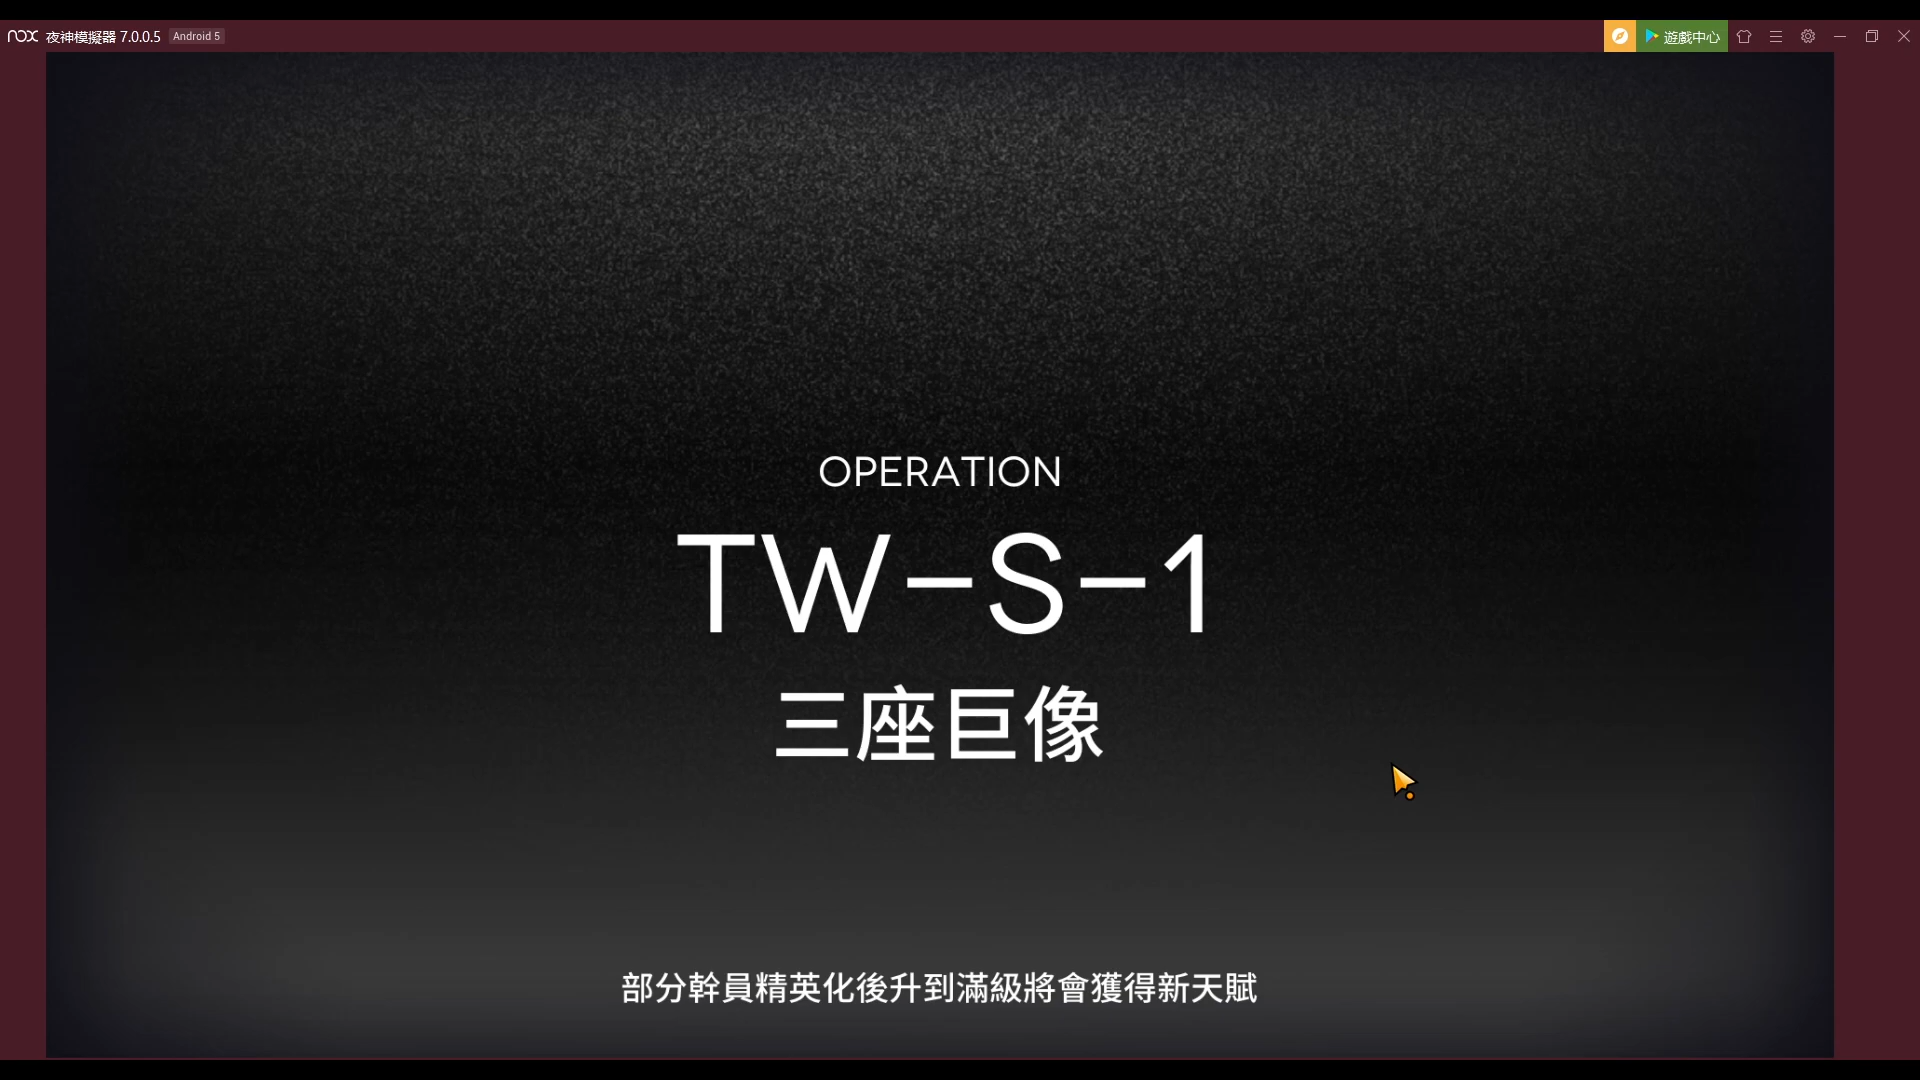 nox 夜神模擬器 7.0.0.5 Android 5
遊戲中心
OPERATION
TW-S-1
三座巨像
部分幹員精英化後升到滿級將會獲得新天賦